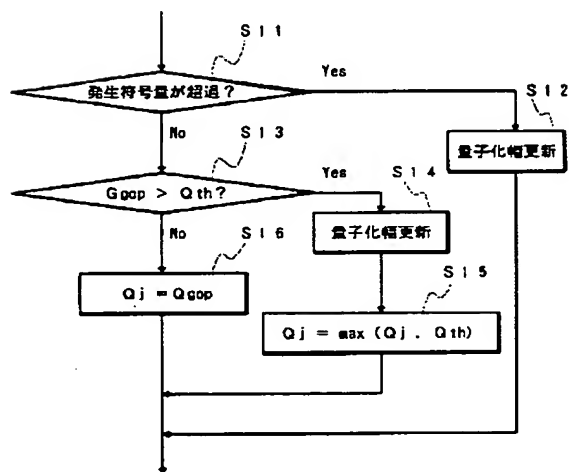 S11
発生符号量が超過？
Yes
S12
量子化幅更新
No
S13
Ggop > Qth?
Yes
S14
量子化幅更新
No
S16
Qj = Qgop
S15
Qj = max (Qj . Qth)